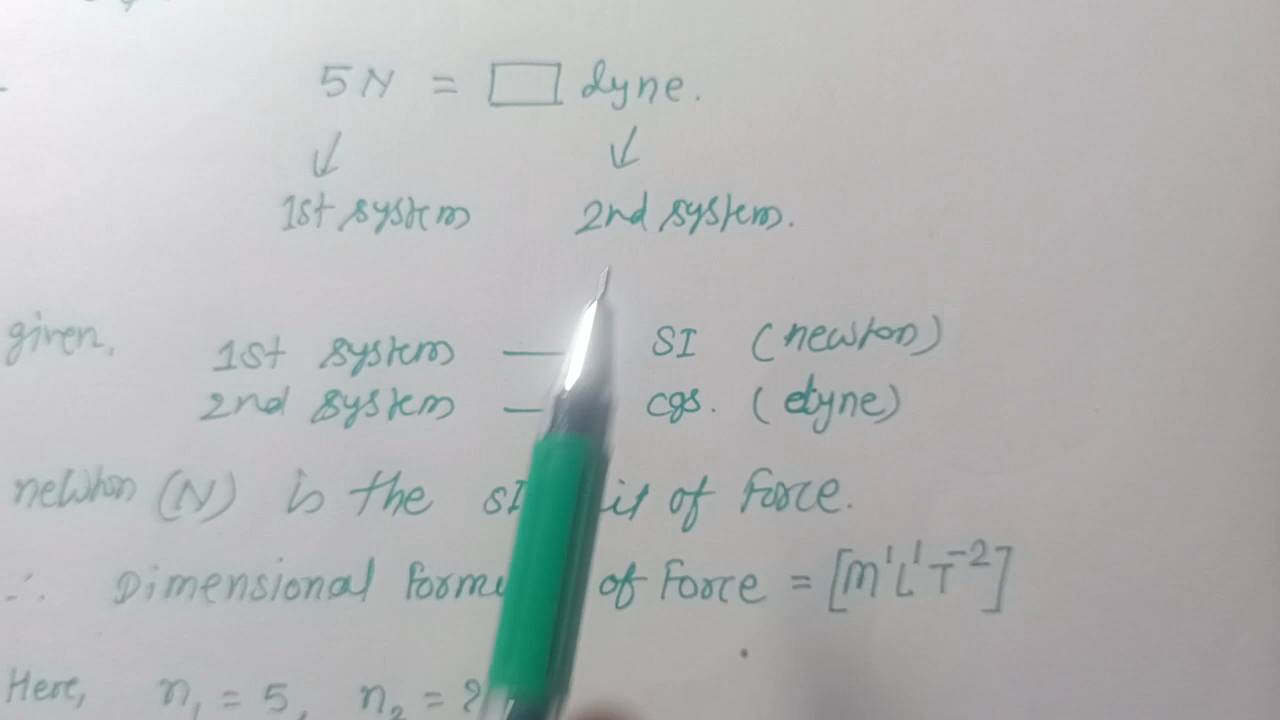 5N = dyne.
1st system 2nd system.
given, 1st system — SI (newton)
2nd system — cgs. (dyne)
newton (N) is the SI of force.
∴ Dimensional of Force = [M¹L¹T⁻²]
Here, n₁ = 5, n₂ = ?